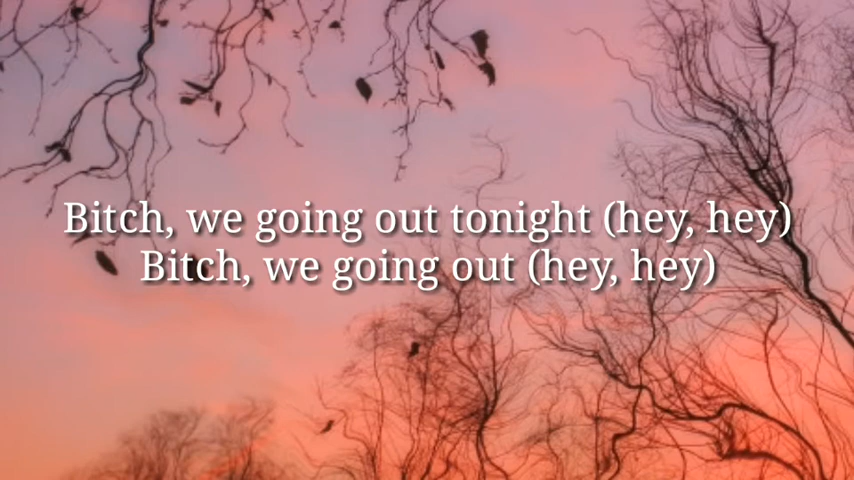 Bitch, we going out tonight (hey, hey)
Bitch, we going out (hey, hey)